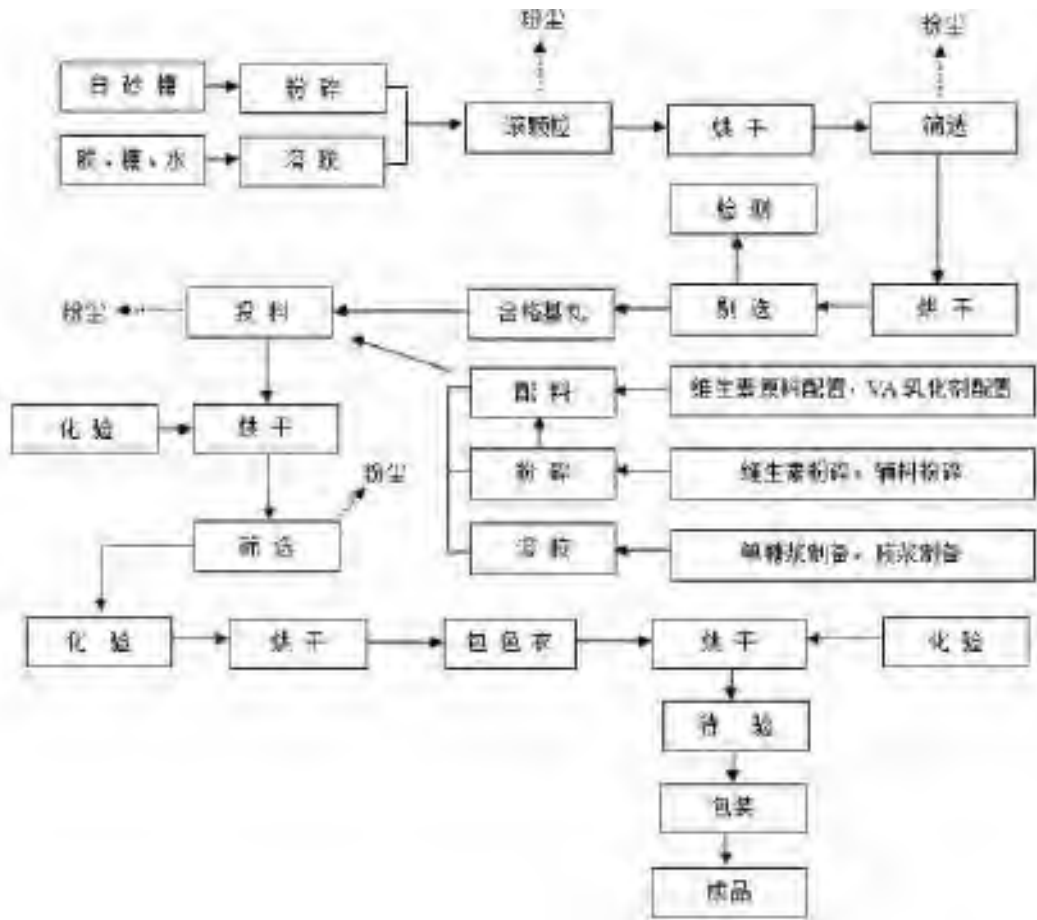 粉尘
粉尘
白砂糖
粉碎
滚颗粒
烘干
筛选
胶、糖、水
溶胶
检测
粉尘
投料
合格基丸
剔选
烘干
配料
维生素原料配置,VA乳化剂配置
化验
烘干
粉碎
维生素粉碎,辅料粉碎
粉尘
筛选
溶胶
单糖浆制备,胶浆制备
化验
烘干
包色衣
烘干
化验
待验
包装
成品